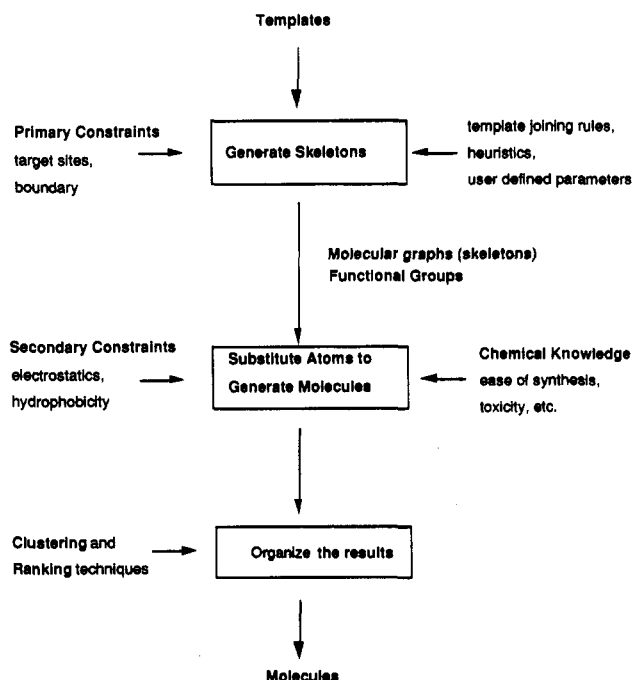 Templates
Primary Constraints
target sites,
boundary
Generate Skeletons
template joining rules,
heuristics,
user defined parameters
Molecular graphs (skeletons)
Functional Groups
Secondary Constraints
electrostatics,
hydrophobicity
Substitute Atoms to
Generate Molecules
Chemical Knowledge
ease of synthesis,
toxicity, etc.
Clustering and
Ranking techniques
Organize the results
Molecules